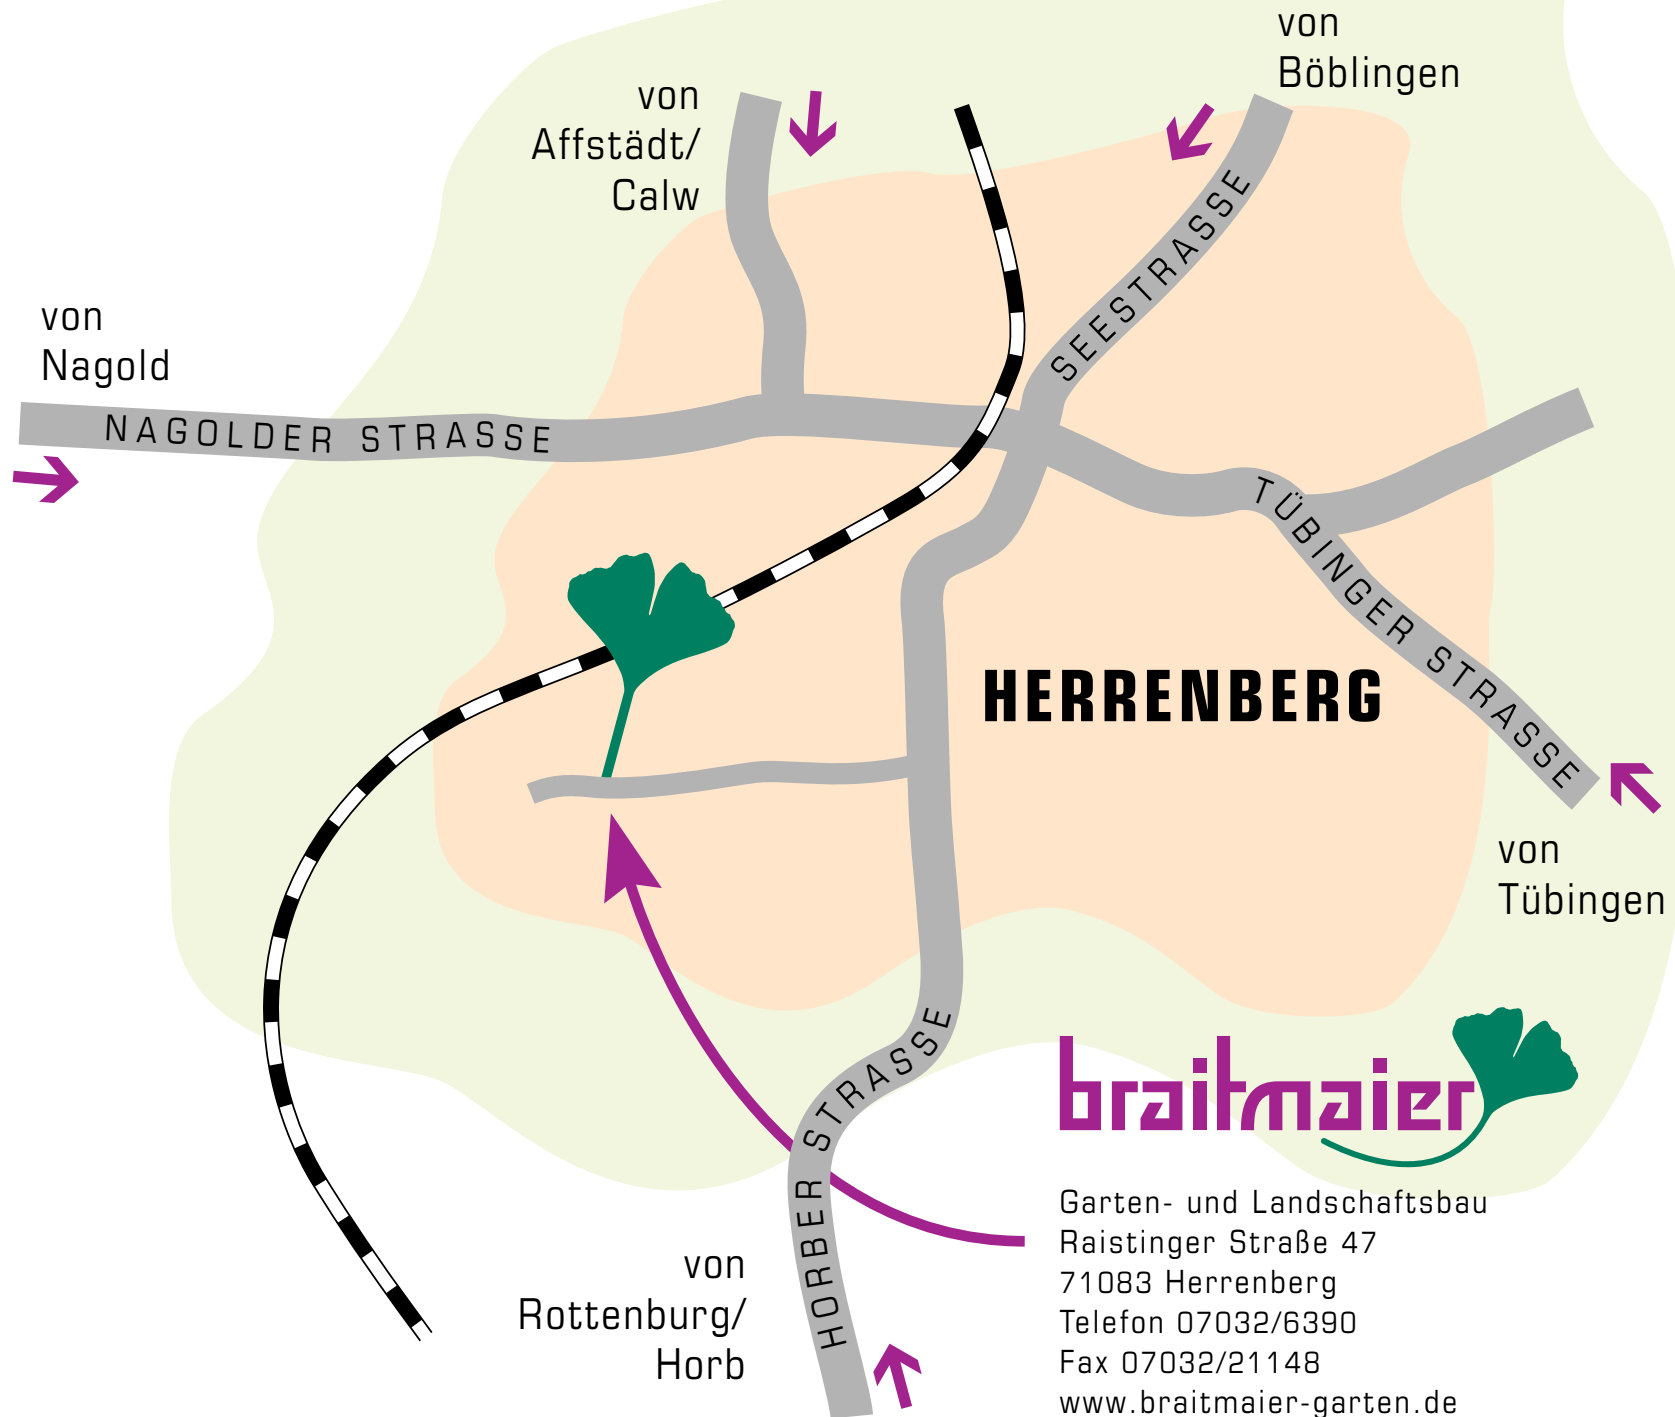 von
Böblingen
von
Affstädt/
Calw
SEESTRASSE
von
Nagold
NAGOLDER STRASSE
TÜBINGER STRASSE
HERRENBERG
von
Tübingen
HORBER STRASSE
braitmaier
Garten- und Landschaftsbau
Raistinger Straße 47
71083 Herrenberg
Telefon 07032/6390
Fax 07032/21148
www.braitmaier-garten.de
von
Rottenburg/
Horb